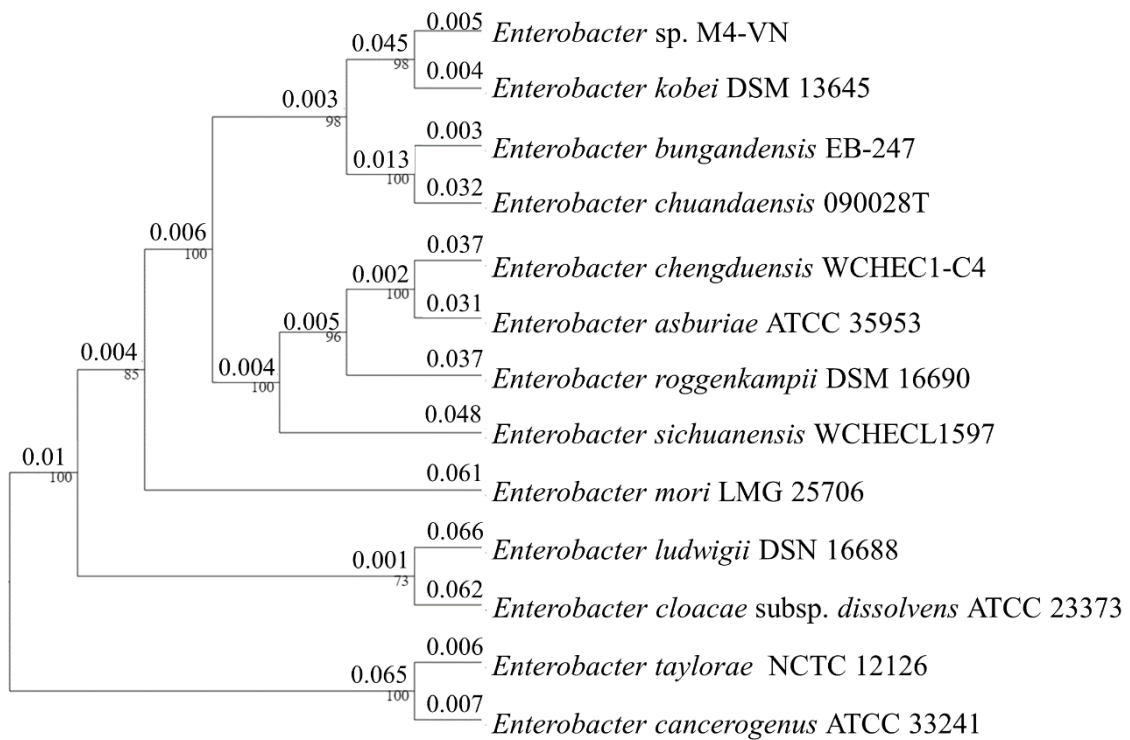 0.005
Enterobacter sp. M4-VN
0.045
98
0.004
Enterobacter kobei DSM 13645
0.003
98
0.003
Enterobacter bungandensis EB-247
0.013
100
0.032
Enterobacter chuandaensis 090028T
0.006
100
0.037
Enterobacter chengduensis WCHEC1-C4
0.002
100
0.031
Enterobacter asburiae ATCC 35953
0.005
96
0.037
Enterobacter roggenkampii DSM 16690
0.004
100
0.004
85
0.048
Enterobacter sichuanensis WCHECL1597
0.01
100
0.061
Enterobacter mori LMG 25706
0.066
Enterobacter ludwigii DSN 16688
0.001
73
0.062
Enterobacter cloacae subsp. dissolvens ATCC 23373
0.006
Enterobacter taylorae NCTC 12126
0.065
100
0.007
Enterobacter cancerogenus ATCC 33241